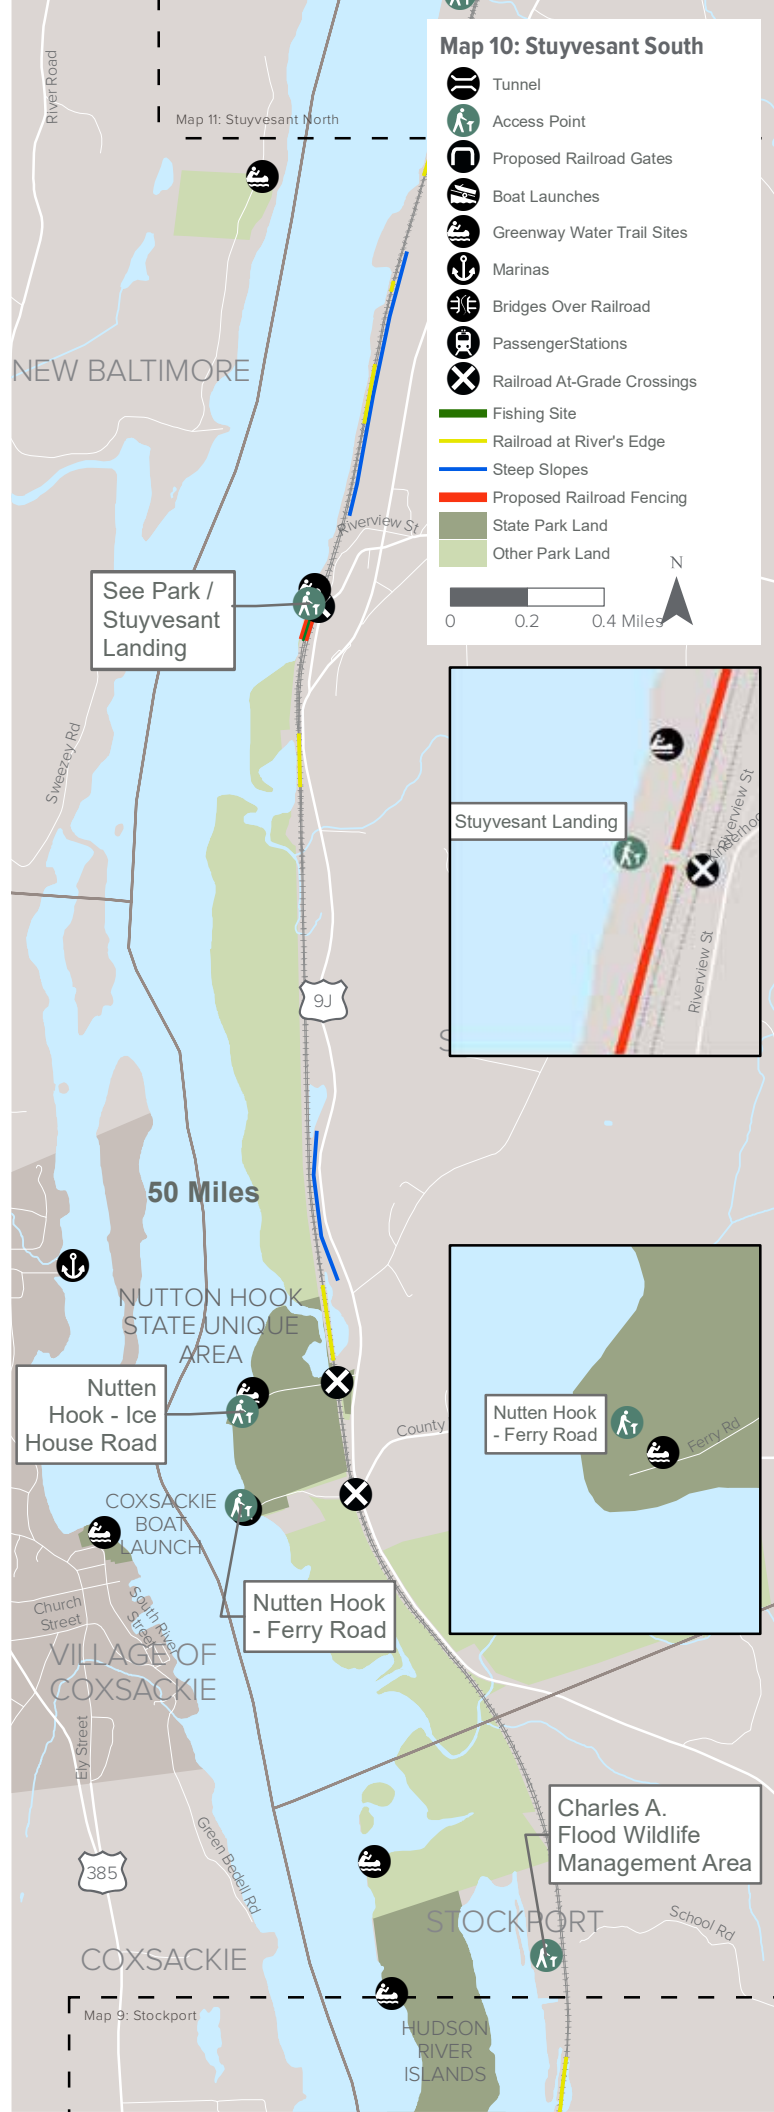 River Road
Map 11: Stuyvesant North
Map 10: Stuyvesant South
Tunnel
Access Point
Proposed Railroad Gates
Boat Launches
Greenway Water Trail Sites
Marinas
Bridges Over Railroad
PassengerStations
Railroad At-Grade Crossings
Fishing Site
Railroad at River's Edge
Steep Slopes
Proposed Railroad Fencing
State Park Land
Other Park Land
N
0 0.2 0.4 Miles
NEW BALTIMORE
Riverview St
See Park /
Stuyvesant
Landing
Sweezey Rd
Stuyvesant Landing
Riverview St
Riverview St
9J
S
50 Miles
NUTTON HOOK
STATE UNIQUE
AREA
Nutten
Hook - Ice
House Road
County
Nutten Hook
- Ferry Road
Ferry Rd
COXSACKIE
BOAT
LAUNCH
Church
Street
South River
Street
Nutten Hook
- Ferry Road
VILLAGE OF
COXSACKIE
Ely Street
Green Bedell Rd
385
Charles A.
Flood Wildlife
Management Area
STOCKPORT
School Rd
COXSACKIE
Map 9: Stockport
HUDSON
RIVER
ISLANDS